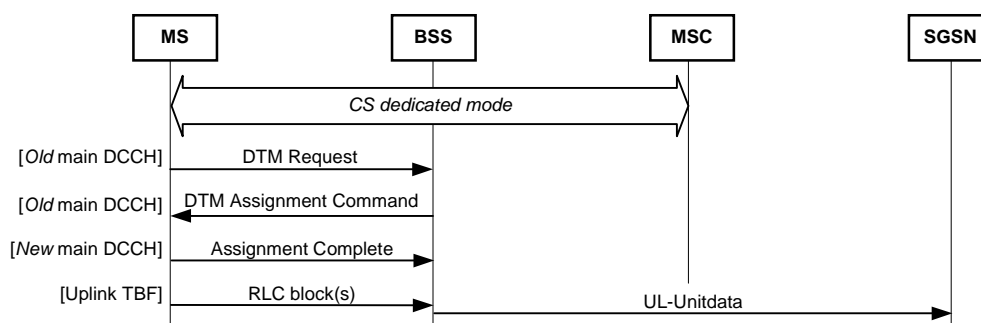 MS
BSS
MSC
SGSN
CS dedicated mode
[Old main DCCH]
DTM Request
[Old main DCCH]
DTM Assignment Command
[New main DCCH]
Assignment Complete
[Uplink TBF]
RLC block(s)
UL-Unitdata